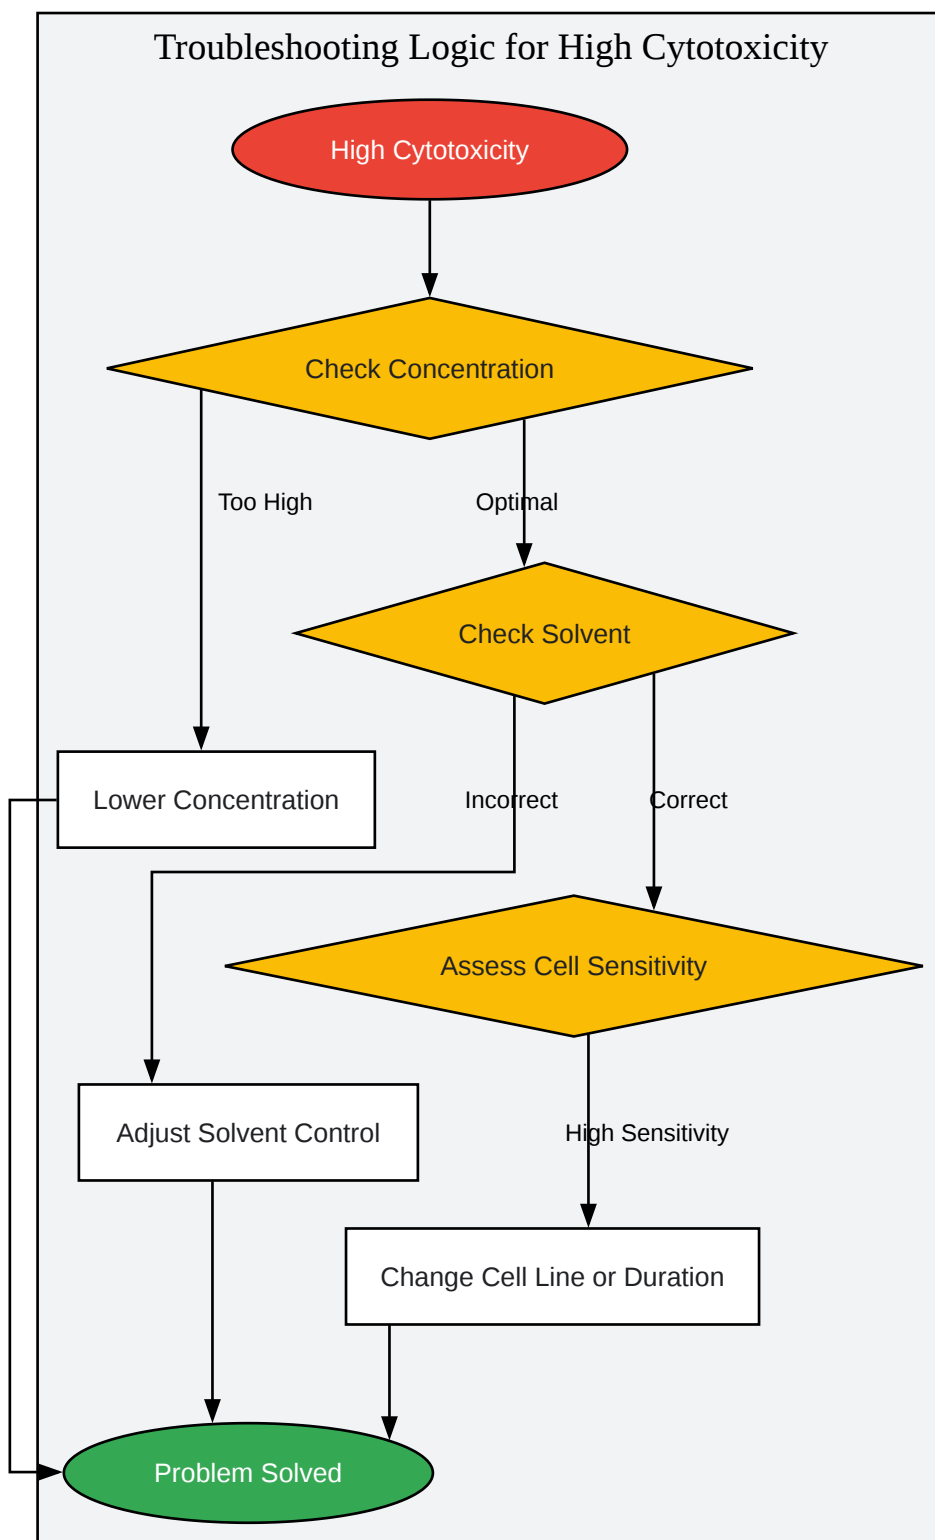 Troubleshooting Logic for High Cytotoxicity
High Cytotoxicity
Check Concentration
Too High
Optimal
Check Solvent
Lower Concentration
Incorrect
Correct
Assess Cell Sensitivity
Adjust Solvent Control
High Sensitivity
Change Cell Line or Duration
Problem Solved